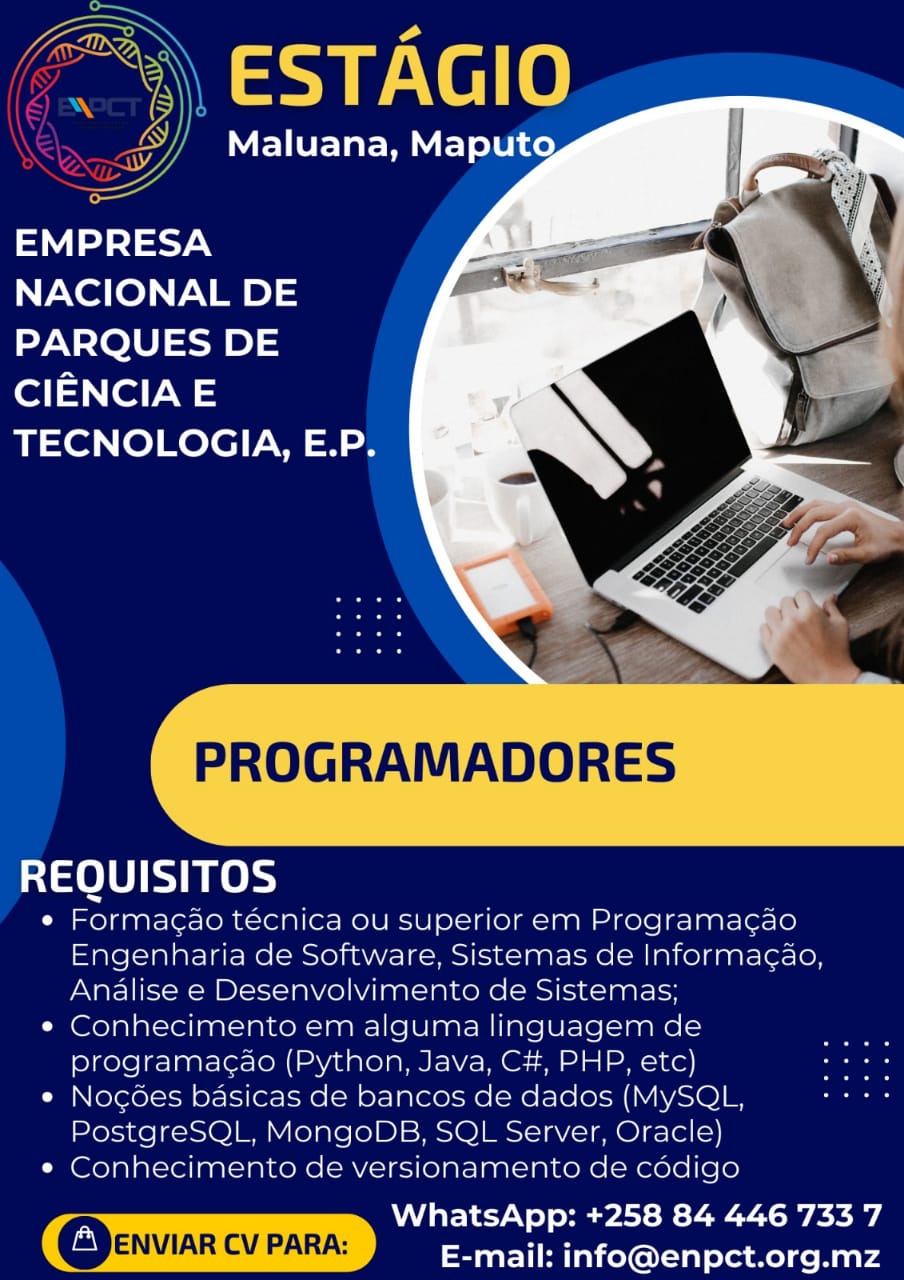 ENPCT
ESTÁGIO
Maluana, Maputo
EMPRESA
NACIONAL DE
PARQUES DE
CIÊNCIA E
TECNOLOGIA, E.P.
PROGRAMADORES
REQUISITOS
• Formação técnica ou superior em Programação
Engenharia de Software, Sistemas de Informação,
Análise e Desenvolvimento de Sistemas;
• Conhecimento em alguma linguagem de
programação (Python, Java, C#, PHP, etc)
• Noções básicas de bancos de dados (MySQL,
PostgreSQL, MongoDB, SQL Server, Oracle)
• Conhecimento de versionamento de código
ENVIAR CV PARA:
WhatsApp: +258 84 446 733 7
E-mail: info@enpct.org.mz